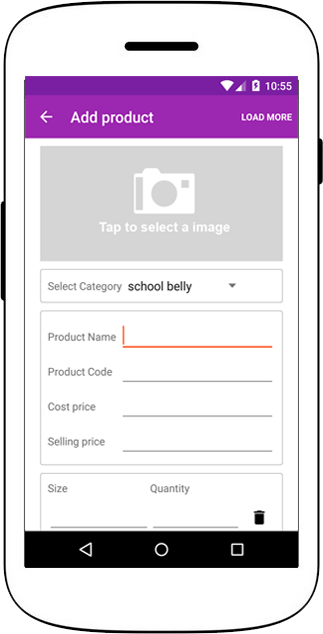 10:55
Add product
LOAD MORE
Tap to select a image
Select Category school belly
Product Name
Product Code
Cost price
Selling price
Size Quantity